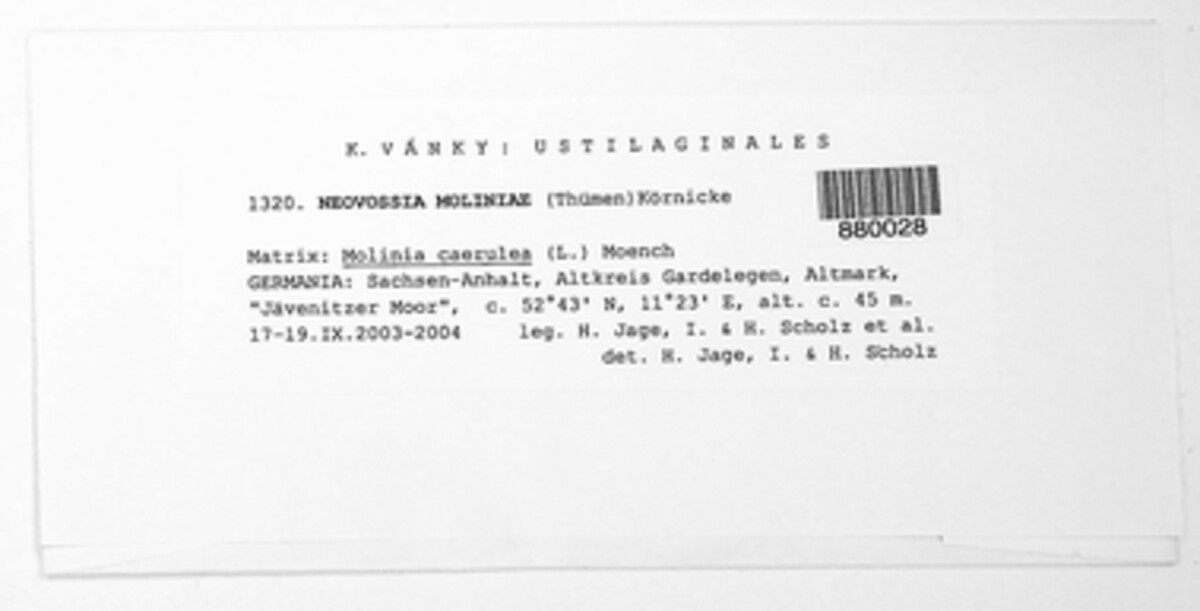 K. VÁNKY: USTILAGINALES
1320. NEOVOSSIA MOLINIAE (Thümen)Körnicke
880028
Matrix: Molinia caerulea (L.) Moench
GERMANIA: Sachsen-Anhalt, Altkreis Gardelegen, Altmark,
"Jävenitzer Moor", c. 52°43' N, 11°23' E, alt. c. 45 m.
17-19.IX.2003-2004 leg. H. Jage, I. & H. Scholz et al.
det. H. Jage, I. & H. Scholz